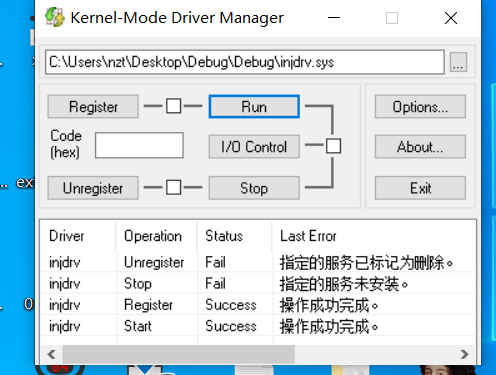 Kernel-Mode Driver Manager
C:\Users\nzt\Desktop\Debug\Debug\injdrv.sys ...
Register Run Options...
Code
(hex) I/O Control About...
Unregister Stop Exit
Driver Operation Status Last Error
injdrv Unregister Fail 指定的服务已标记为删除。
injdrv Stop Fail 指定的服务未安装。
injdrv Register Success 操作成功完成。
injdrv Start Success 操作成功完成。